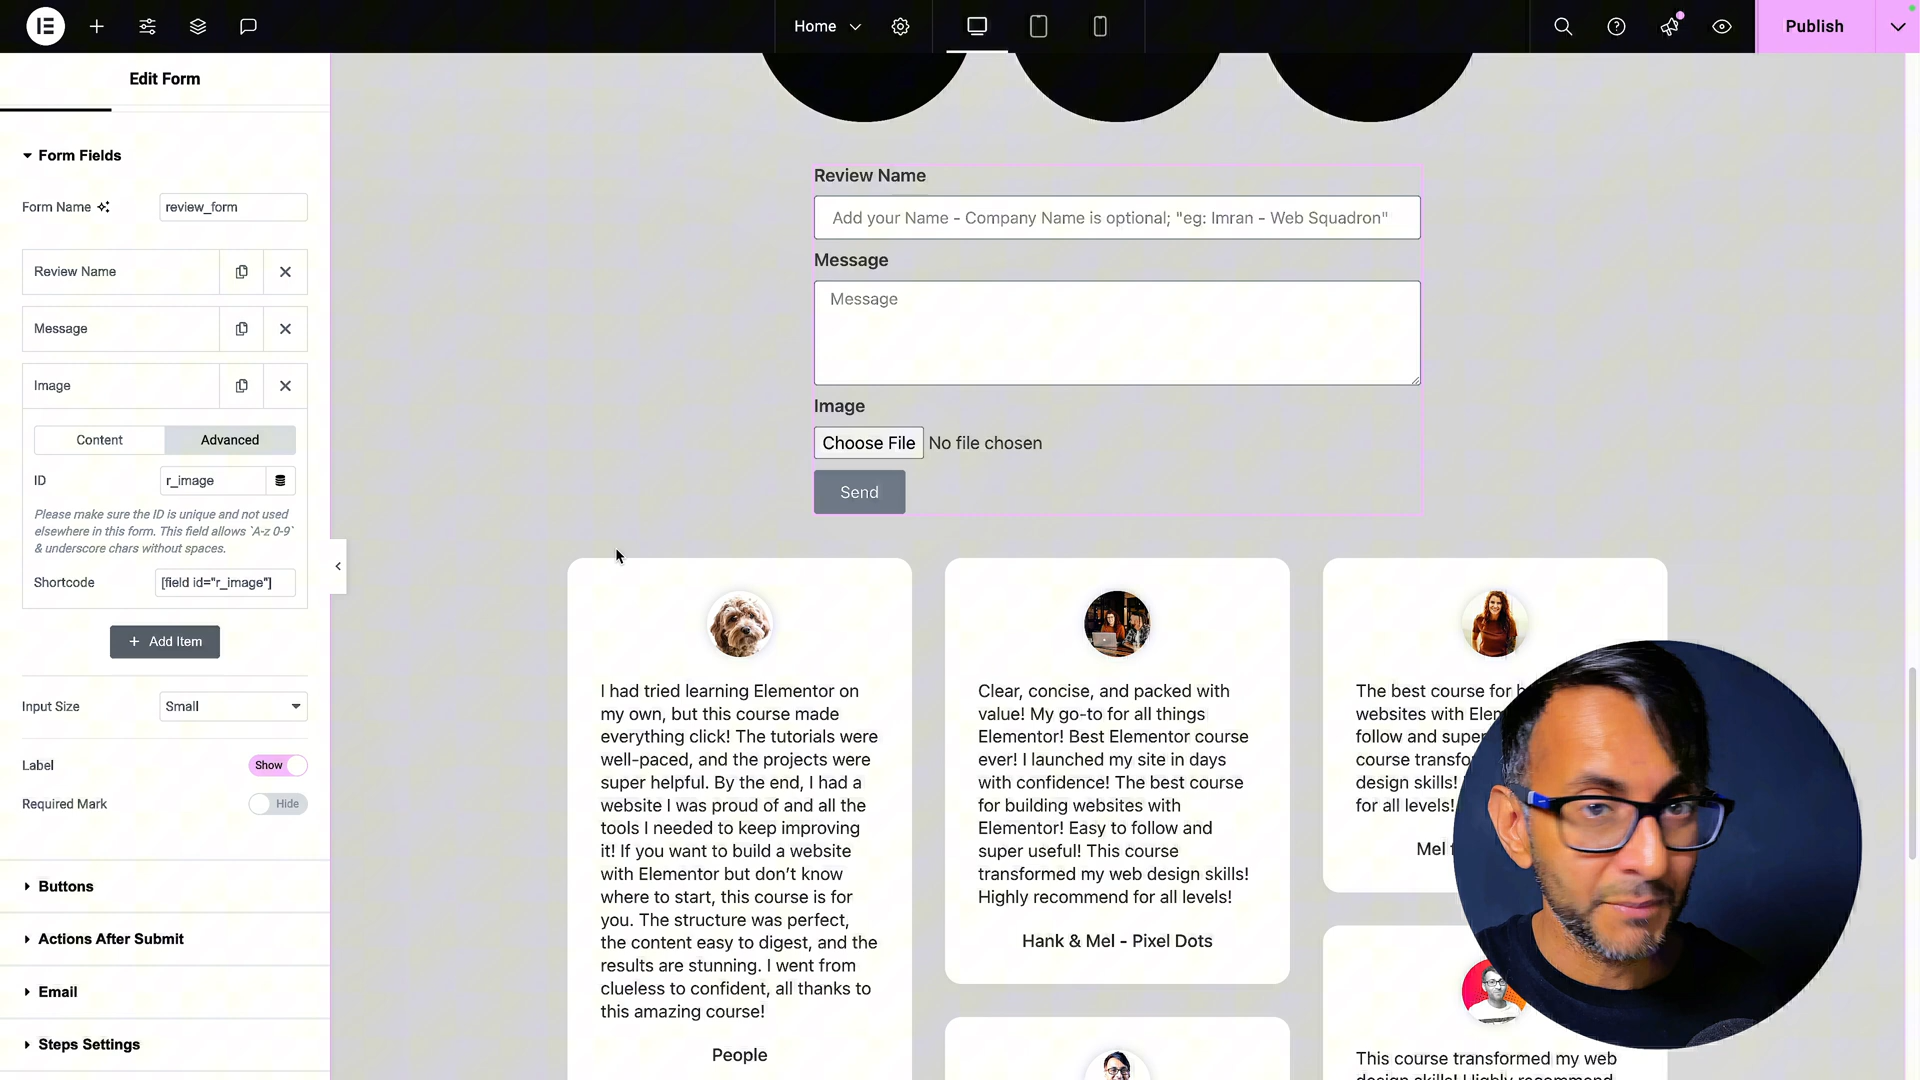 Home
Publish
Edit Form
Form Fields
Form Name
review_form
Review Name
Message
Image
Content
Advanced
ID
r_image
Please make sure the ID is unique and not used
elsewhere in this form. This field allows `A-z 0-9`
& underscore chars without spaces.
Shortcode
[field id="r_image"]
+ Add Item
Input Size
Small
Label
Show
Required Mark
Hide
Buttons
Actions After Submit
Email
Steps Settings
Review Name
Add your Name - Company Name is optional; "eg: Imran - Web Squadron"
Message
Message
Image
Choose File No file chosen
Send
I had tried learning Elementor on
my own, but this course made
everything click! The tutorials were
well-paced, and the projects were
super helpful. By the end, I had a
website I was proud of and all the
tools I needed to keep improving
it! If you want to build a website
with Elementor but don’t know
where to start, this course is for
you. The structure was perfect,
the content easy to digest, and the
results are stunning. I went from
clueless to confident, all thanks to
this amazing course!
People
Clear, concise, and packed with
value! My go-to for all things
Elementor! Best Elementor course
ever! I launched my site in days
with confidence! The best course
for building websites with
Elementor! Easy to follow and
super useful! This course
transformed my web design skills!
Highly recommend for all levels!
Hank & Mel - Pixel Dots
The best course for
websites with
follow and
course
design skills!
for all levels!
Mel
This course transformed my web
design skills! Highly recommend